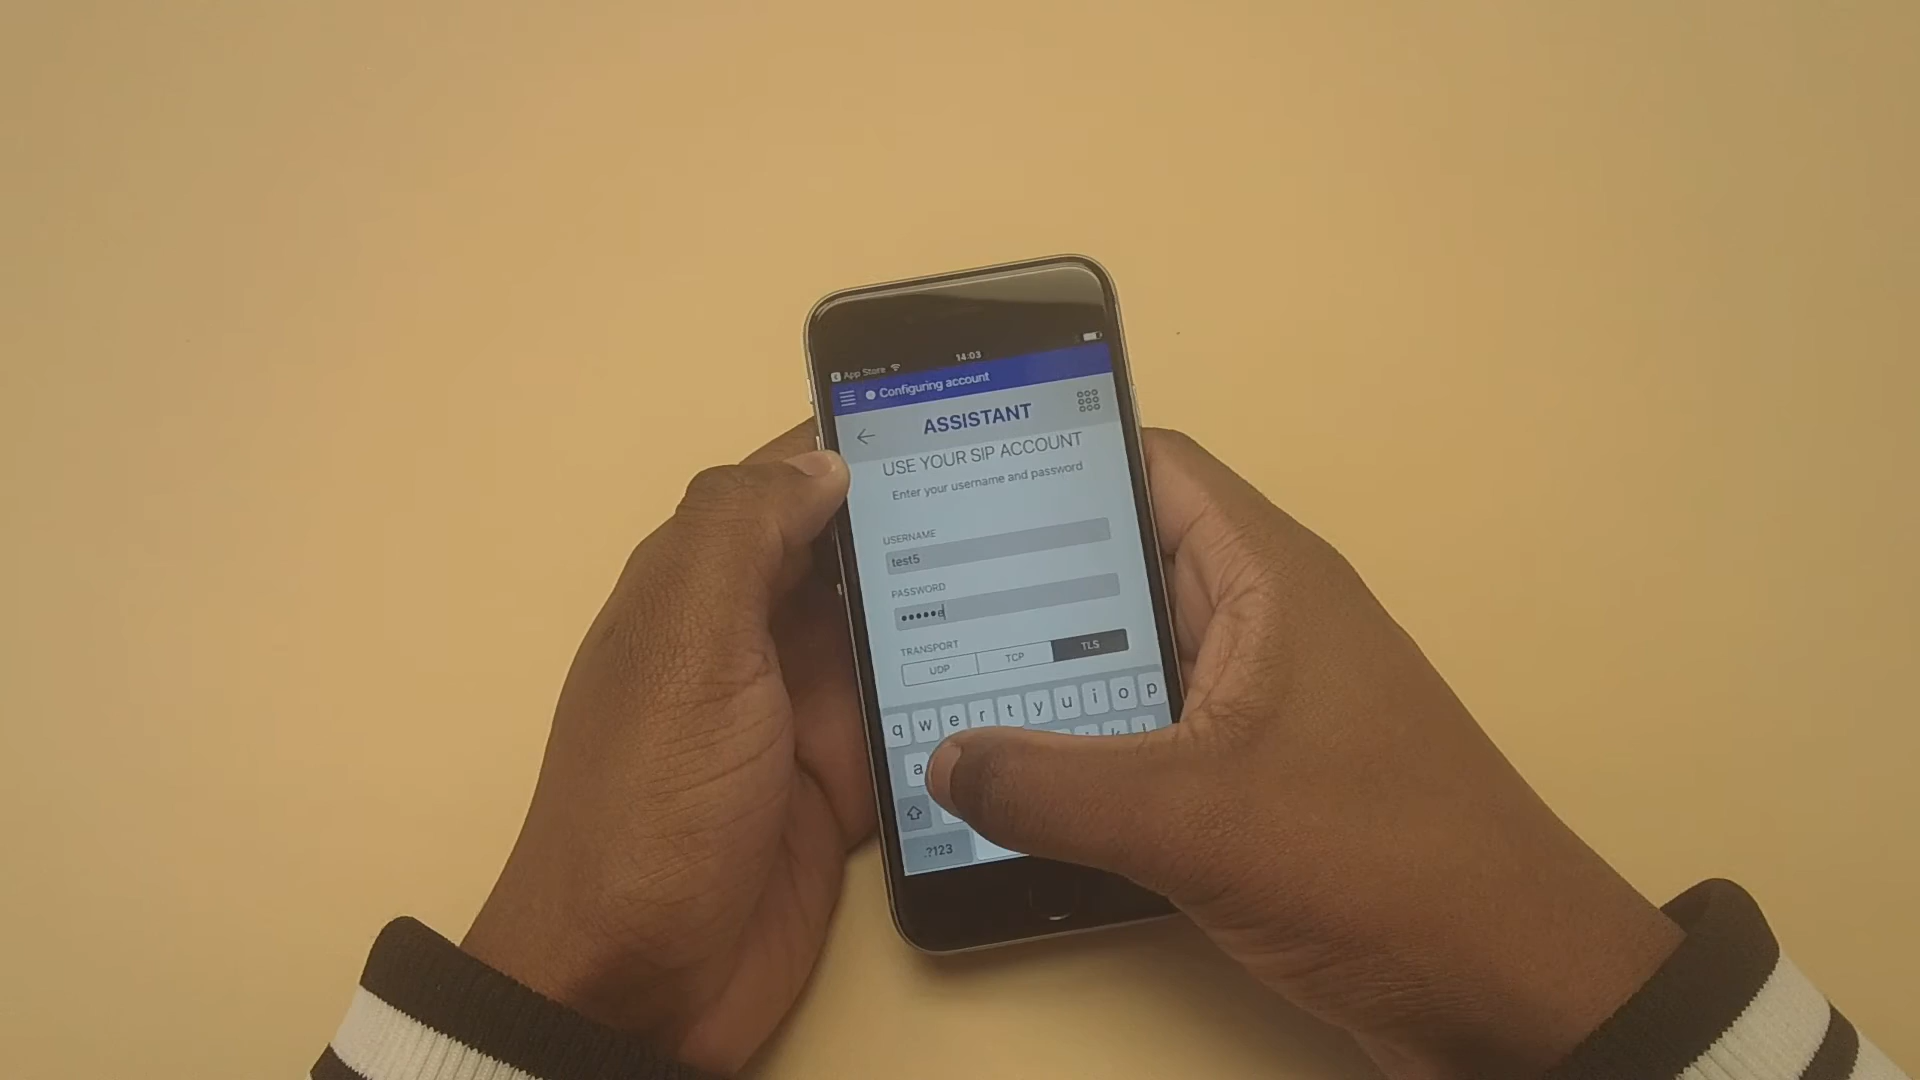 App Store 14:03
Configuring account
ASSISTANT
USE YOUR SIP ACCOUNT
Enter your username and password
USERNAME
test5
PASSWORD
•••••e
TRANSPORT
UDP TCP TLS
q w e r t y u i o p
a
.?123